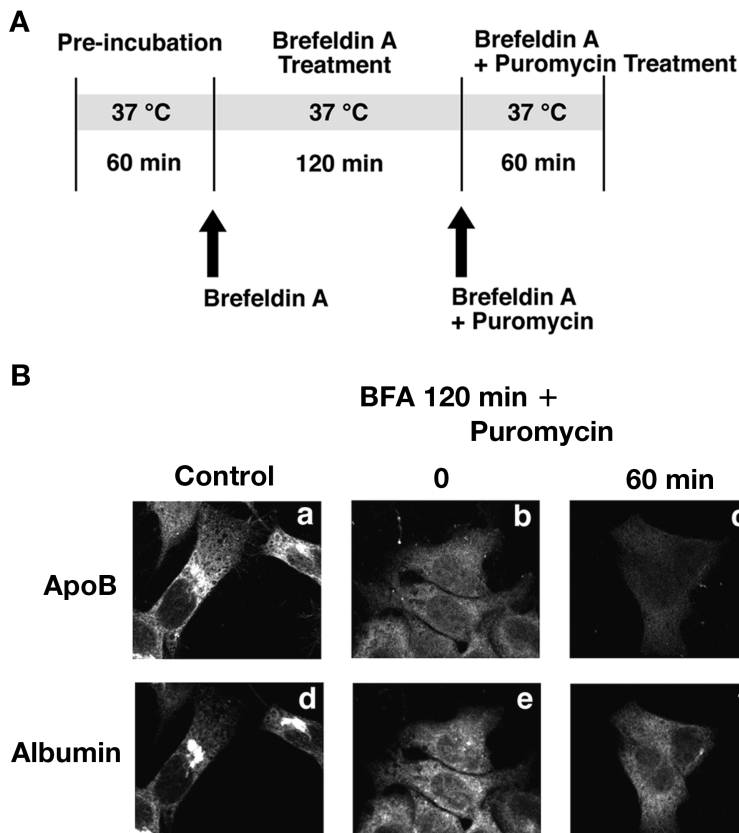 A
Pre-incubation
Brefeldin A
Treatment
Brefeldin A
+ Puromycin Treatment
37 °C
37 °C
37 °C
60 min
120 min
60 min
Brefeldin A
Brefeldin A
+ Puromycin
B
BFA 120 min +
Puromycin
Control
0
60 min
a
b
ApoB
d
e
Albumin